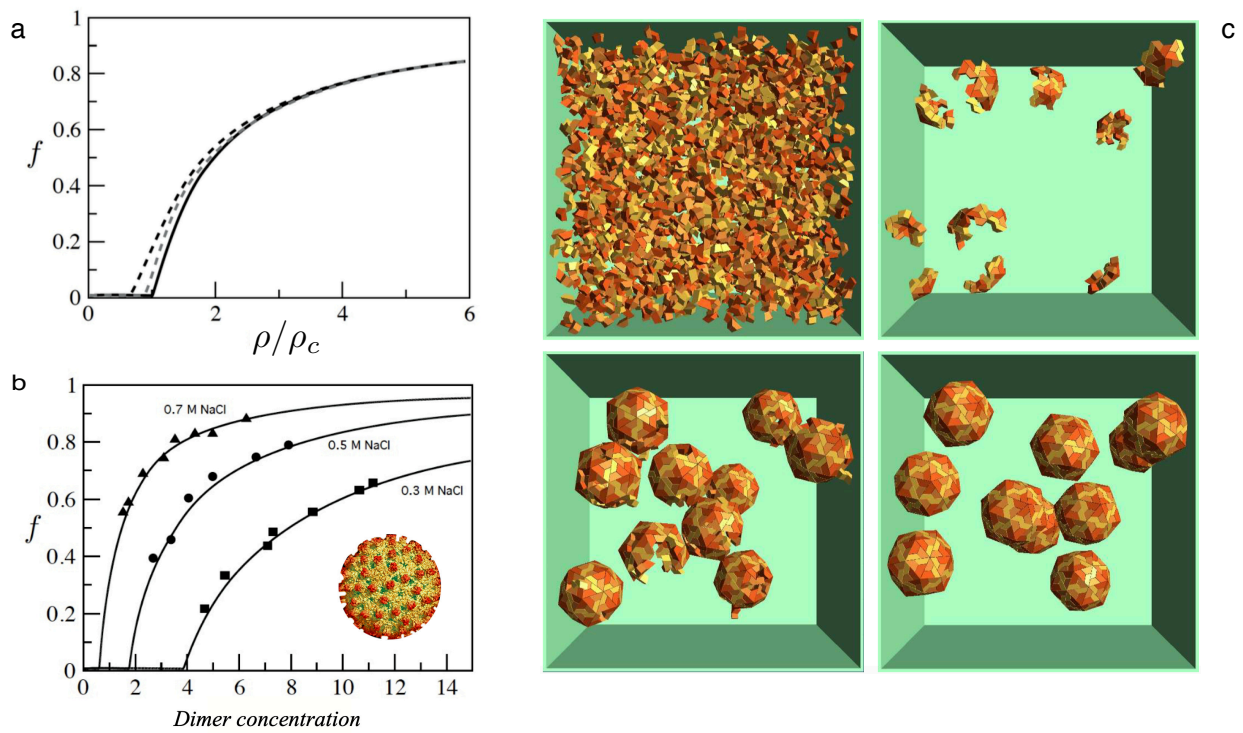 a
c
1
0.8
0.6
f
0.4
0.2
0
0 2 4 6
ρ/ρc
b
1
0.7 M NaCl
0.8
0.5 M NaCl
0.6
0.3 M NaCl
f
0.4
0.2
0
0 2 4 6 8 10 12 14
Dimer concentration